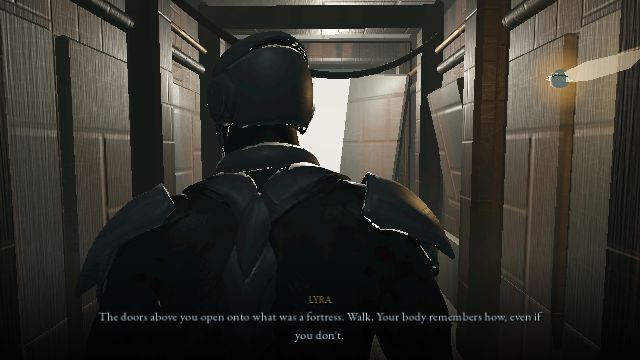 LYRA
The doors above you open onto what was a fortress. Walk. Your body remembers how, even if
you don't.